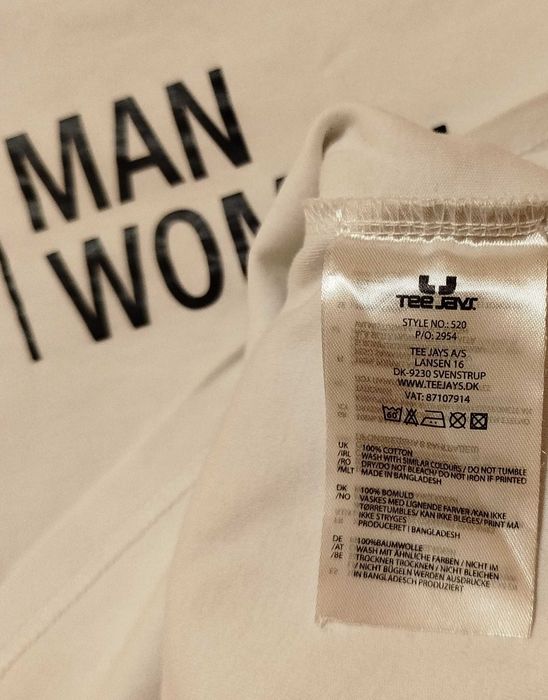 MAN
WOM
TEE JAYS.
STYLE NO.: 520
P/O: 2954
TEE JAYS A/S
LANSEN 16
DK-9230 SVENSTRUP
WWW.TEEJAYS.DK
VAT: 87107914
60
UK 100% COTTON
/IRL WASH WITH SIMILAR COLOURS / DO NOT TUMBLE
/RO DRY/DO NOT BLEACH/ DO NOT IRON IF PRINTED
/MLT MADE IN BANGLADESH
DK 100% BOMULD
/NO VASKES MED LIGNENDE FARVER/KAN IKKE
TØRRETUMBLES/ KAN IKKE BLEGES/ PRINT MÅ
IKKE STRYGES
PRODUCERET I BANGLADESH
DE 100%BAUMWOLLE
/AT WASH MIT ÄHNLICHE FARBEN / NICHT IM
/BE TROCKNER TROCKNEN / NICHT BLEICHEN
/ NICHT BÜGELN WERDEN AUSDRUCKE
IN BANGLADESCH PRODUZIERT